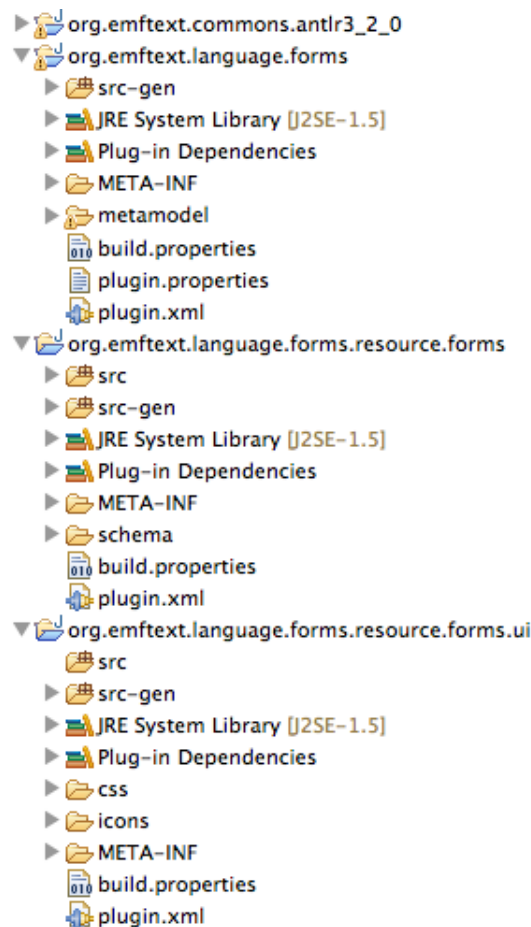 org.emftext.commons.antlr3_2_0
org.emftext.language.forms
src-gen
JRE System Library [J2SE-1.5]
Plug-in Dependencies
META-INF
metamodel
build.properties
plugin.properties
plugin.xml
org.emftext.language.forms.resource.forms
src
src-gen
JRE System Library [J2SE-1.5]
Plug-in Dependencies
META-INF
schema
build.properties
plugin.xml
org.emftext.language.forms.resource.forms.ui
src
src-gen
JRE System Library [J2SE-1.5]
Plug-in Dependencies
css
icons
META-INF
build.properties
plugin.xml